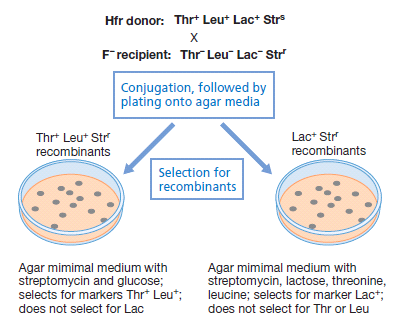 Hfr donor: Thr⁺ Leu⁺ Lac⁺ Strˢ
X
F⁻ recipient: Thr⁻ Leu⁻ Lac⁻ Strʳ
Conjugation, followed by
plating onto agar media
Thr⁺ Leu⁺ Strʳ
recombinants
Lac⁺ Strʳ
recombinants
Selection for
recombinants
Agar mimimal medium with
streptomycin and glucose;
selects for markers Thr⁺ Leu⁺;
does not select for Lac
Agar mimimal medium with
streptomycin, lactose, threonine,
leucine; selects for marker Lac⁺;
does not select for Thr or Leu